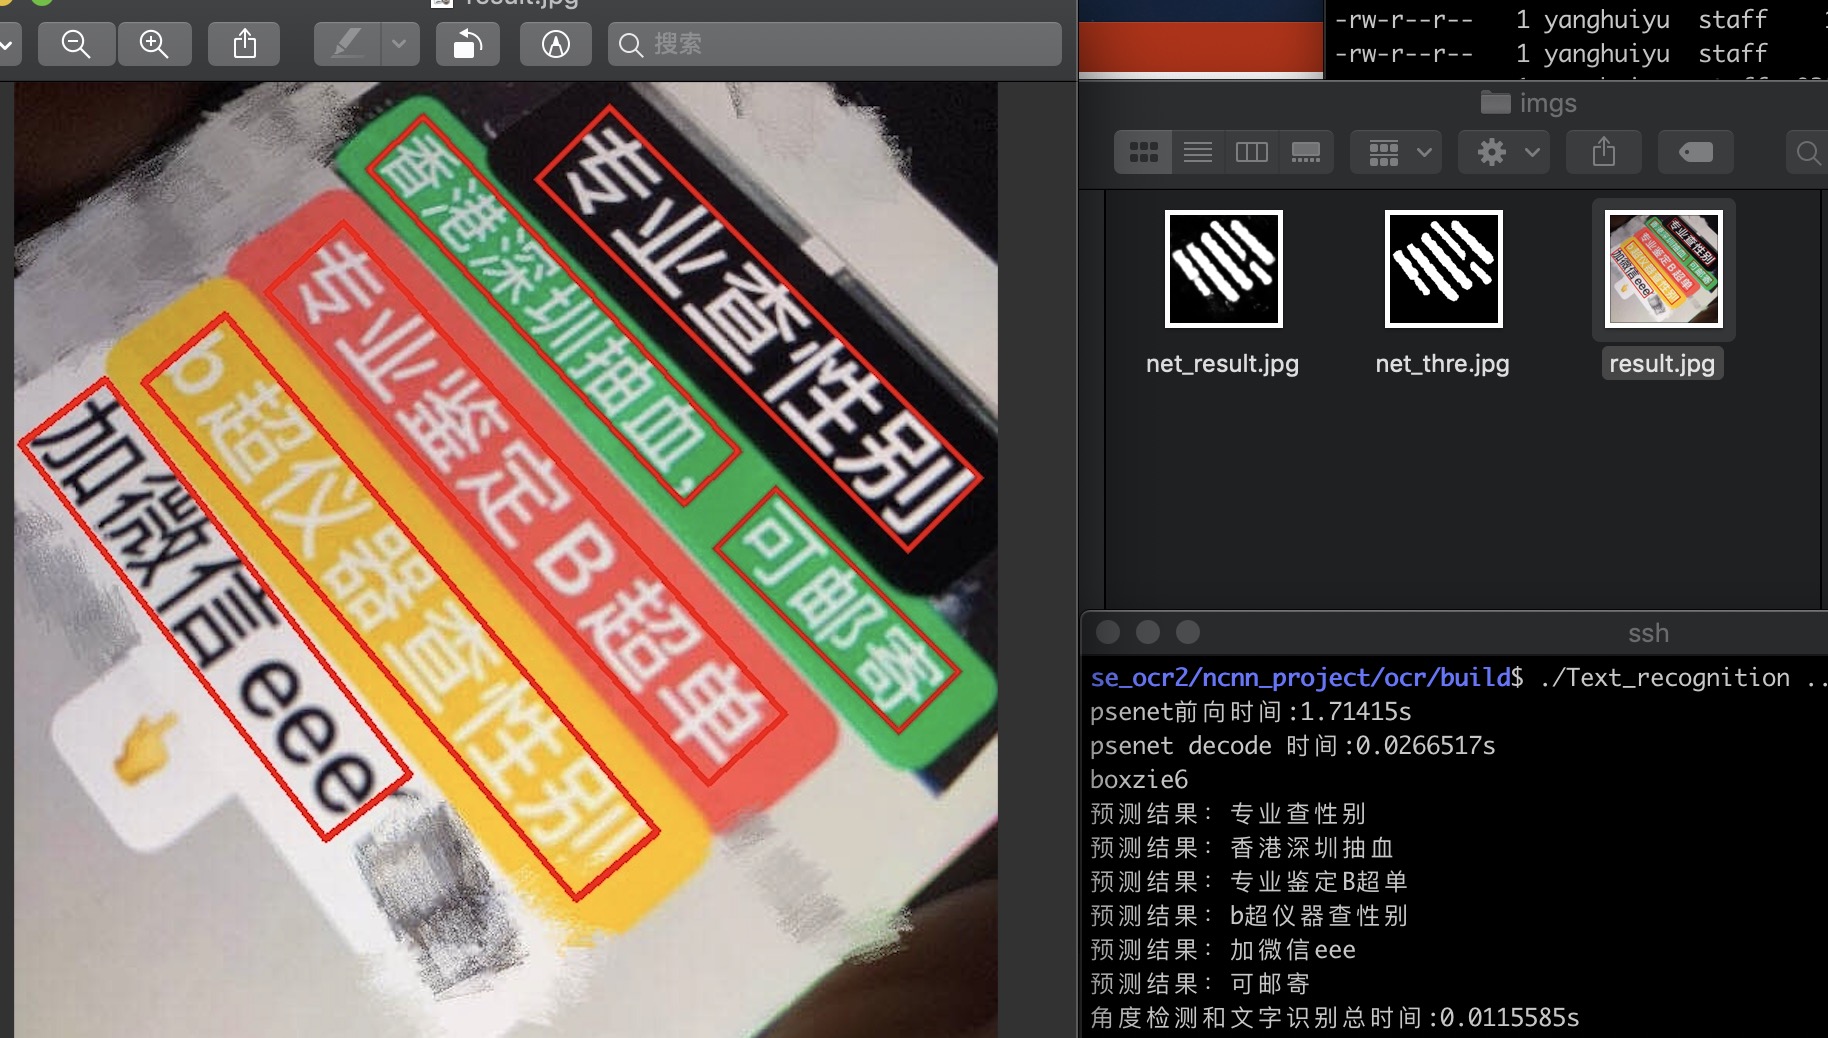 result.jpg
搜索
专业查性别
香港深圳抽血,
可邮寄
专业鉴定B超单
b超仪器查性别
加微信eee
-rw-r--r-- 1 yanghuiyu staff
-rw-r--r-- 1 yanghuiyu staff
imgs
net_result.jpg
net_thre.jpg
result.jpg
ssh
se_ocr2/ncnn_project/ocr/build$ ./Text_recognition ..
psenet前向时间:1.71415s
psenet decode 时间:0.0266517s
boxzie6
预测结果: 专业查性别
预测结果: 香港深圳抽血
预测结果: 专业鉴定B超单
预测结果: b超仪器查性别
预测结果: 加微信eee
预测结果: 可邮寄
角度检测和文字识别总时间:0.0115585s